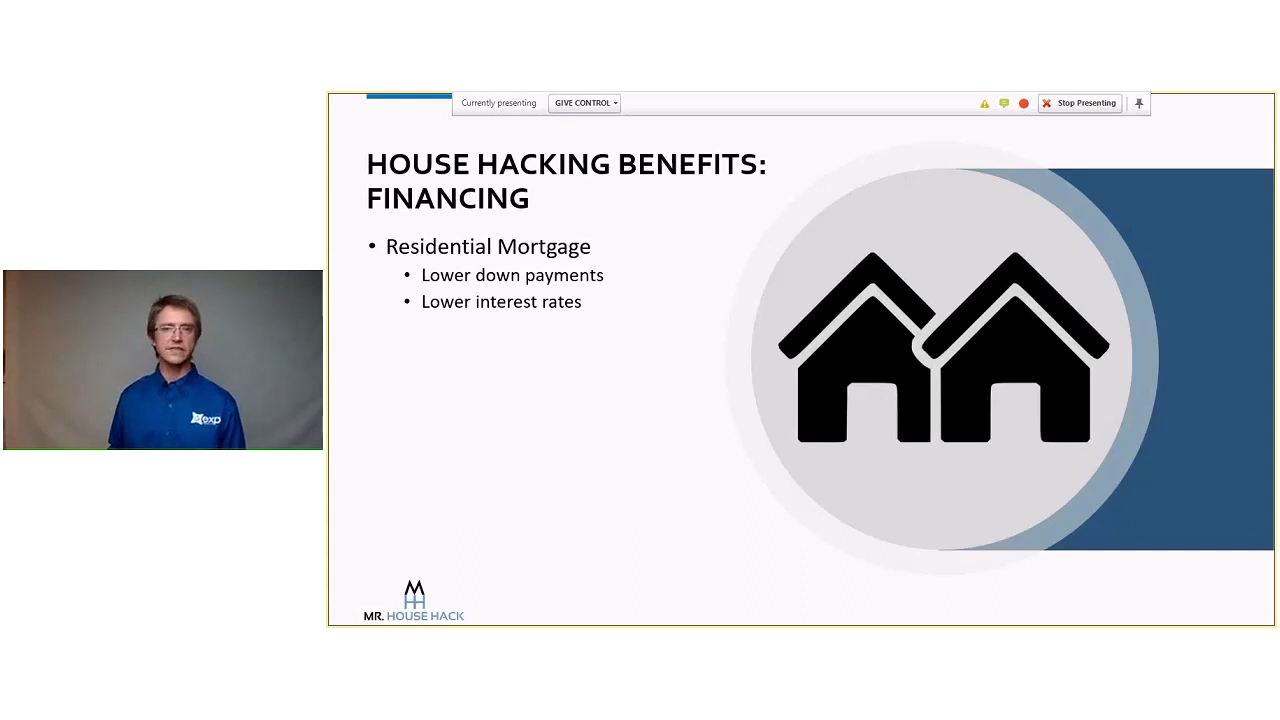 Currently presenting
GIVE CONTROL
Stop Presenting
HOUSE HACKING BENEFITS:
FINANCING
• Residential Mortgage
• Lower down payments
• Lower interest rates
exp
MR. HOUSE HACK